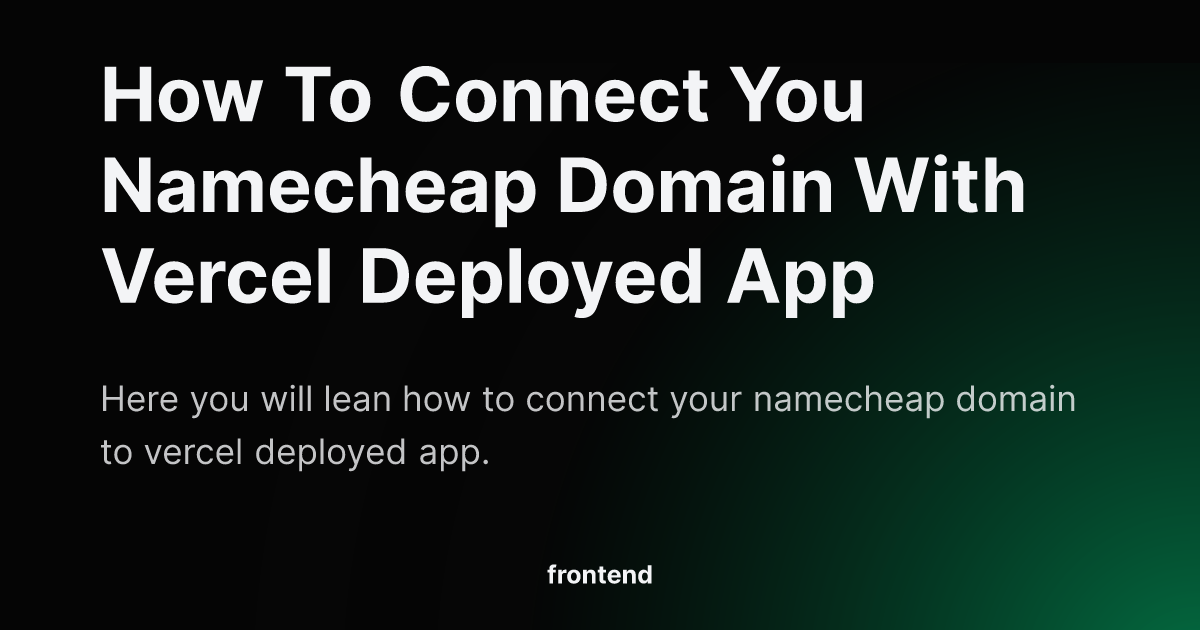 How To Connect You
Namecheap Domain With
Vercel Deployed App
Here you will lean how to connect your namecheap domain
to vercel deployed app.
frontend